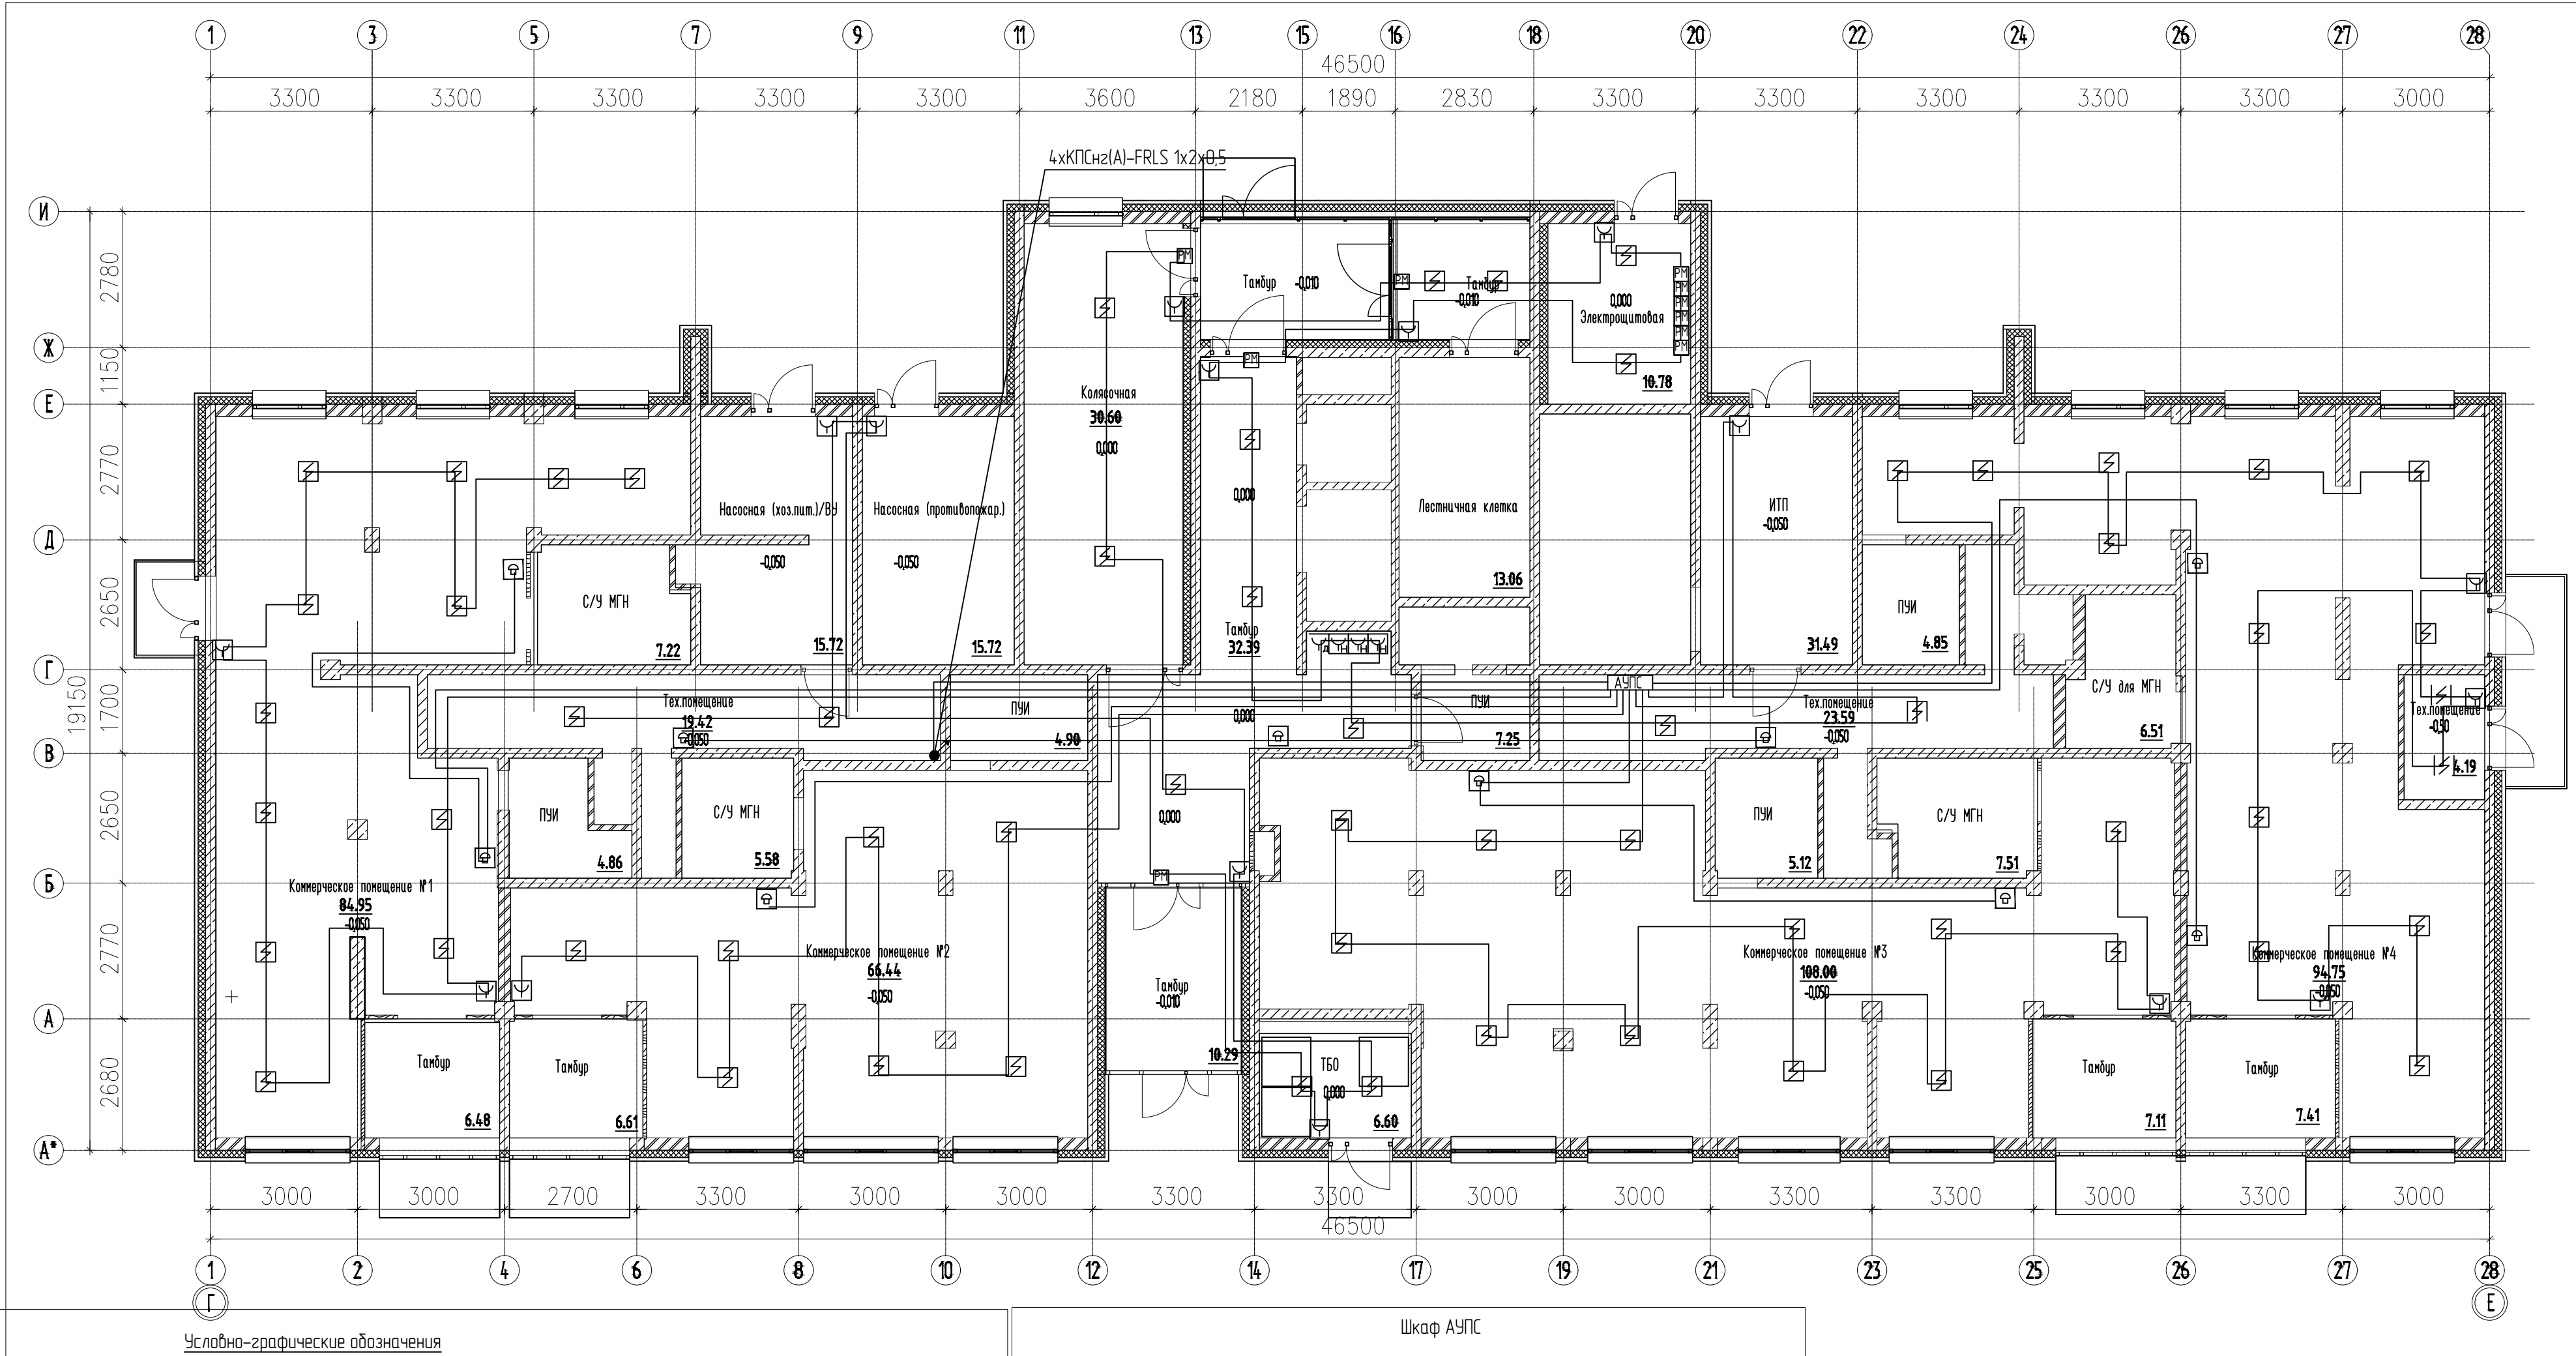 1 3 5 7 9 11 13 15 16 18 20 22 24 26 27 28
46500
3300 3300 3300 3300 3300 3600 2180 1890 2830 3300 3300 3300 3300 3300 3000
4хКПСнг(А)-FRLS 1х2х0,5
И
Ж
Е
Д
Г
В
Б
А
А*
2780
1150
2770
2650
1700
2650
2770
2680
19150
РМ
Тамбур -0,010
РМ
Тамбур
-0,010
0,000
Электрощитовая
10.78
РМ
РМ
РМ
РМ
РМ
РМ
РМ
Колясочная
30.60
0,000
Насосная (хоз.пит.)/ВУ
-0,050
15.72
Насосная (противопожар.)
-0,050
15.72
0,000
Тамбур
32.39
Лестничная клетка
13.06
ИТП
-0,050
31.49
С/У МГН
7.22
ПУИ
4.85
С/У для МГН
6.51
Тех.помещение
19.42
-0,050
ПУИ
4.90
0,000
АУПС
ПУИ
7.25
Тех.помещение
23.59
-0,050
Тех.помещение
-0,50
4.19
ПУИ
4.86
С/У МГН
5.58
0,000
РМ
ПУИ
5.12
С/У МГН
7.51
Коммерческое помещение №1
84.95
-0,050
Коммерческое помещение №2
66.44
-0,050
Коммерческое помещение №3
108.00
-0,050
Коммерческое помещение №4
94.75
-0,050
Тамбур
-0,010
10.29
Тамбур
6.48
Тамбур
6.61
ТБО
0,000
6.60
Тамбур
7.11
Тамбур
7.41
3000 3000 2700 3300 3000 3000 3300 3300 3000 3000 3300 3300 3000 3300 3000
46500
1 2 4 6 8 10 12 14 17 19 21 23 25 26 27 28
Г Е
Условно-графические обозначения
Шкаф АУПС